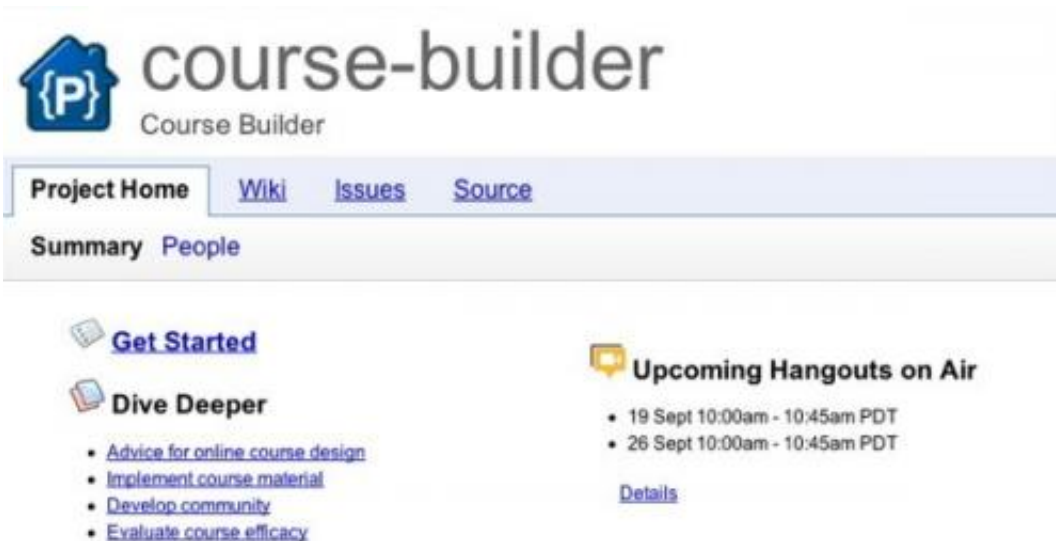 {P}
course-builder
Course Builder
Project Home Wiki Issues Source
Summary People
Get Started
Dive Deeper
Advice for online course design
Implement course material
Develop community
Evaluate course efficacy
Upcoming Hangouts on Air
19 Sept 10:00am - 10:45am PDT
26 Sept 10:00am - 10:45am PDT
Details